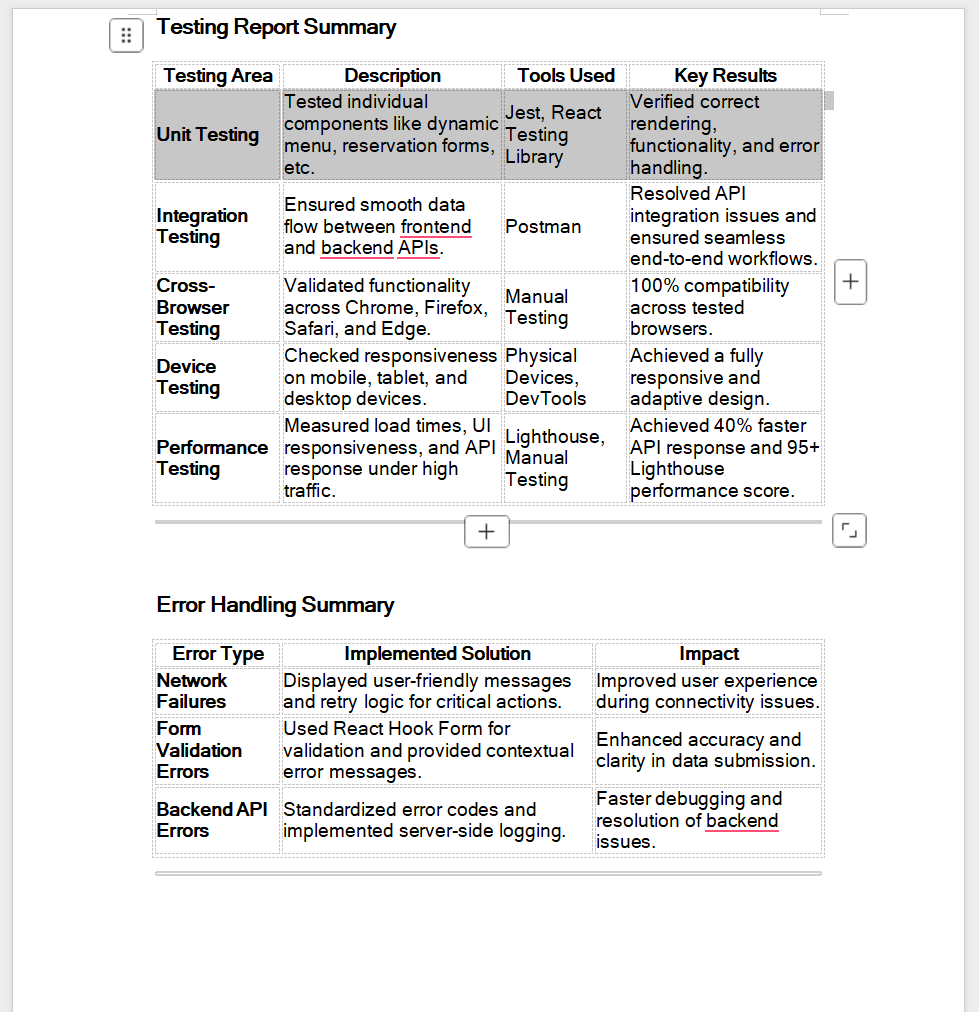 Testing Report Summary
Testing Area Description Tools Used Key Results
Unit Testing
Tested individual
components like dynamic
menu, reservation forms,
etc.
Jest, React
Testing
Library
Verified correct
rendering,
functionality, and error
handling.
Integration
Testing
Ensured smooth data
flow between frontend
and backend APIs.
Postman
Resolved API
integration issues and
ensured seamless
end-to-end workflows.
Cross-
Browser
Testing
Validated functionality
across Chrome, Firefox,
Safari, and Edge.
Manual
Testing
100% compatibility
across tested
browsers.
Device
Testing
Checked responsiveness
on mobile, tablet, and
desktop devices.
Physical
Devices,
DevTools
Achieved a fully
responsive and
adaptive design.
Performance
Testing
Measured load times, UI
responsiveness, and API
response under high
traffic.
Lighthouse,
Manual
Testing
Achieved 40% faster
API response and 95+
Lighthouse
performance score.
Error Handling Summary
Error Type Implemented Solution Impact
Network
Failures
Displayed user-friendly messages
and retry logic for critical actions.
Improved user experience
during connectivity issues.
Form
Validation
Errors
Used React Hook Form for
validation and provided contextual
error messages.
Enhanced accuracy and
clarity in data submission.
Backend API
Errors
Standardized error codes and
implemented server-side logging.
Faster debugging and
resolution of backend
issues.